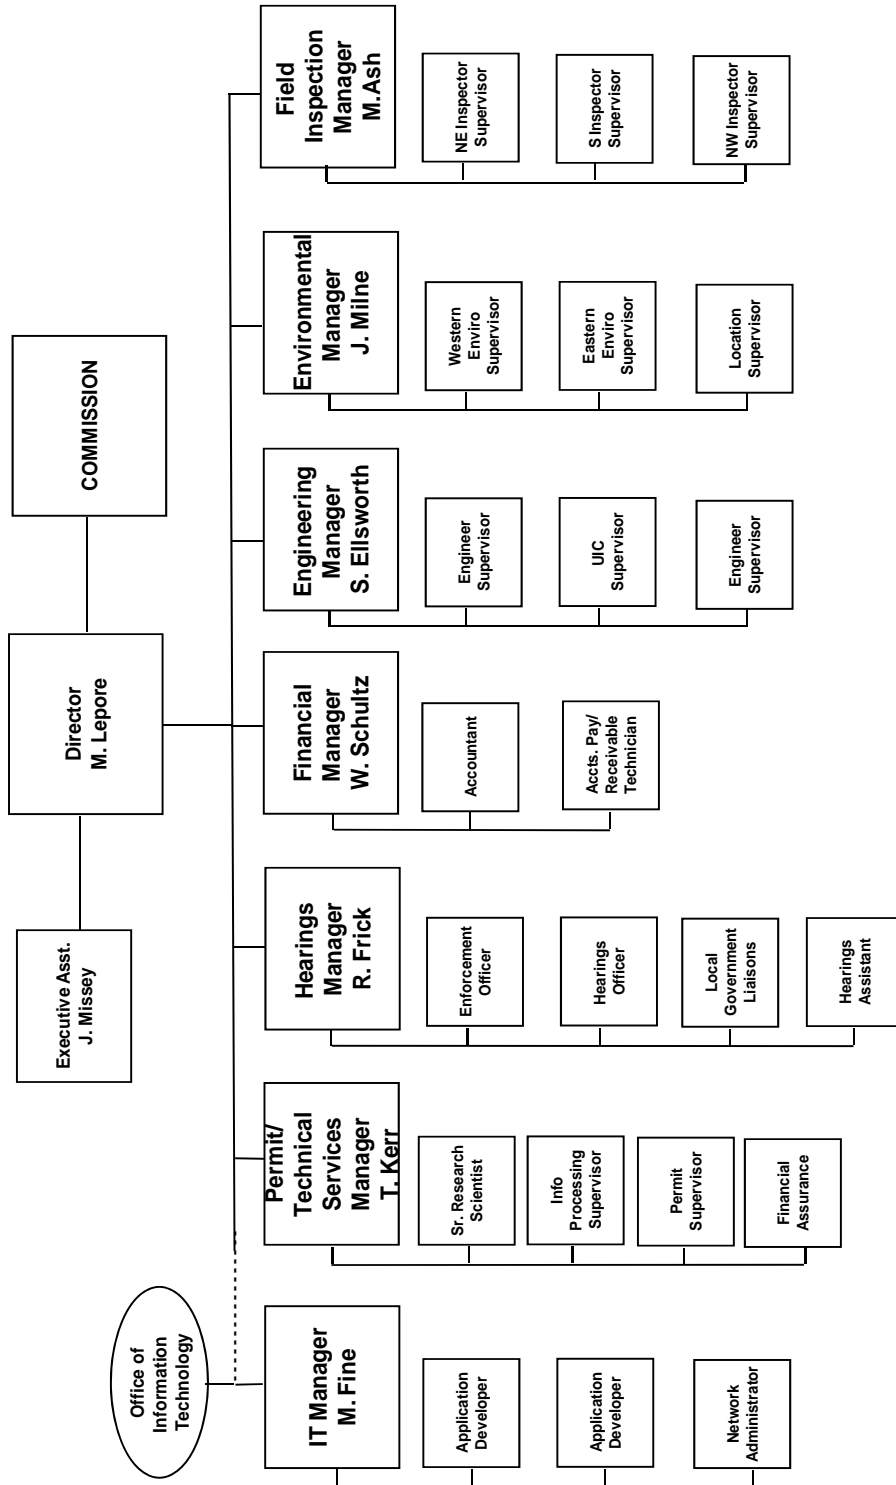 COMMISSION
Director
M. Lepore
Executive Asst.
J. Missey
Office of
Information
Technology
IT Manager
M. Fine
Application
Developer
Application
Developer
Network
Administrator
Permit/
Technical
Services
Manager
T. Kerr
Sr. Research
Scientist
Info
Processing
Supervisor
Permit
Supervisor
Financial
Assurance
Hearings
Manager
R. Frick
Enforcement
Officer
Hearings
Officer
Local
Government
Liaisons
Hearings
Assistant
Financial
Manager
W. Schultz
Accountant
Accts. Pay/
Receivable
Technician
Engineering
Manager
S. Ellsworth
Engineer
Supervisor
UIC
Supervisor
Engineer
Supervisor
Environmental
Manager
J. Milne
Western
Enviro
Supervisor
Eastern
Enviro
Supervisor
Location
Supervisor
Field
Inspection
Manager
M.Ash
NE Inspector
Supervisor
S Inspector
Supervisor
NW Inspector
Supervisor